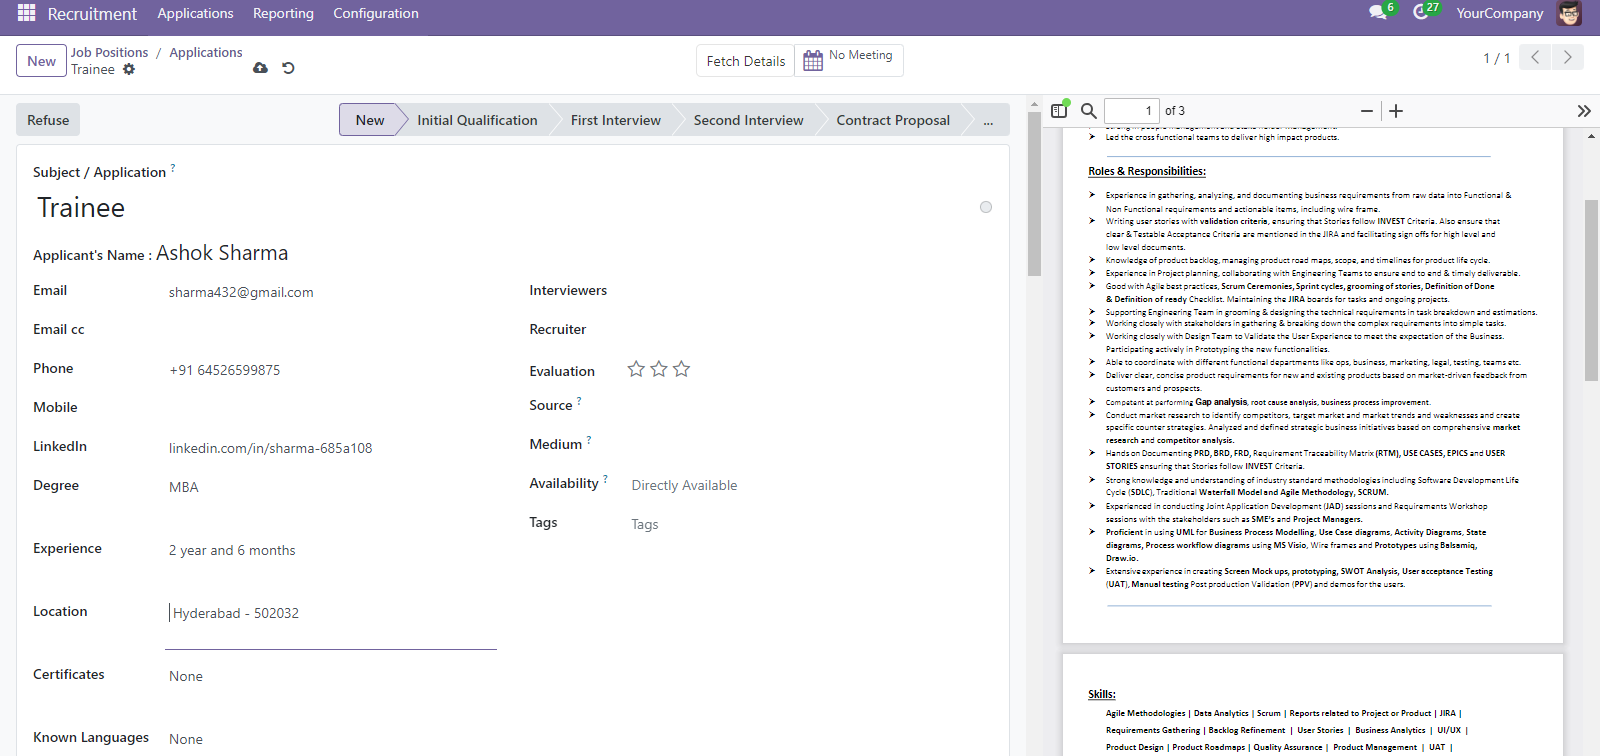 Recruitment Applications Reporting Configuration 6 27 YourCompany
New Job Positions / Applications
Trainee
Fetch Details No Meeting 1 / 1
Refuse New Initial Qualification First Interview Second Interview Contract Proposal ...
Subject / Application ?
Trainee
Applicant's Name : Ashok Sharma
Email sharma432@gmail.com
Email cc
Phone +91 64526599875
Mobile
LinkedIn linkedin.com/in/sharma-685a108
Degree MBA
Experience 2 year and 6 months
Location Hyderabad - 502032
Certificates None
Known Languages None
Interviewers
Recruiter
Evaluation
Source ?
Medium ?
Availability ? Directly Available
Tags Tags
1 of 3
Led the cross functional teams to deliver high impact products.
Roles & Responsibilities:
Experience in gathering, analyzing, and documenting business requirements from raw data into Functional &
Non Functional requirements and actionable items, including wire frame.
Writing user stories with validation criteria, ensuring that Stories follow INVEST Criteria. Also ensure that
clear & Testable Acceptance Criteria are mentioned in the JIRA and facilitating sign offs for high level and
low level documents.
Knowledge of product backlog, managing product road maps, scope, and timelines for product life cycle.
Experience in Project planning, collaborating with Engineering Teams to ensure end to end & timely deliverable.
Good with Agile best practices, Scrum Ceremonies, Sprint cycles, grooming of stories, Definition of Done
& Definition of ready Checklist. Maintaining the JIRA boards for tasks and ongoing projects.
Supporting Engineering Team in grooming & designing the technical requirements in task breakdown and estimations.
Working closely with stakeholders in gathering & breaking down the complex requirements into simple tasks.
Working closely with Design Team to Validate the User Experience to meet the expectation of the Business.
Participating actively in Prototyping the new functionalities.
Able to coordinate with different functional departments like ops, business, marketing, legal, testing, teams etc.
Deliver clear, concise product requirements for new and existing products based on market-driven feedback from
customers and prospects.
Competent at performing Gap analysis, root cause analysis, business process improvement.
Conduct market research to identify competitors, target market and market trends and weaknesses and create
specific counter strategies. Analyzed and defined strategic business initiatives based on comprehensive market
research and competitor analysis.
Hands on Documenting PRD, BRD, FRD, Requirement Traceability Matrix (RTM), USE CASES, EPICS and USER
STORIES ensuring that Stories follow INVEST Criteria.
Strong knowledge and understanding of industry standard methodologies including Software Development Life
Cycle (SDLC), Traditional Waterfall Model and Agile Methodology, SCRUM.
Experienced in conducting Joint Application Development (JAD) sessions and Requirements Workshop
sessions with the stakeholders such as SME's and Project Managers.
Proficient in using UML for Business Process Modelling, Use Case diagrams, Activity Diagrams, State
diagrams, Process workflow diagrams using MS Visio, Wire frames and Prototypes using Balsamiq,
Draw.io.
Extensive experience in creating Screen Mock ups, prototyping, SWOT Analysis, User acceptance Testing
(UAT), Manual testing Post production Validation (PPV) and demos for the users.
Skills:
Agile Methodologies | Data Analytics | Scrum | Reports related to Project or Product | JIRA |
Requirements Gathering | Backlog Refinement | User Stories | Business Analytics | UI/UX |
Product Design | Product Roadmaps | Quality Assurance | Product Management | UAT |